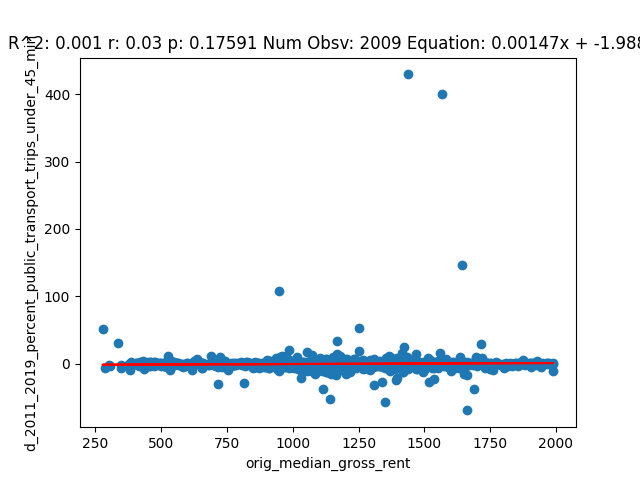 R^2: 0.001 r: 0.03 p: 0.17591 Num Obsv: 2009 Equation: 0.00147x + -1.988
d_2011_2019_percent_public_transport_trips_under_45_min
400
300
200
100
0
250 500 750 1000 1250 1500 1750 2000
orig_median_gross_rent